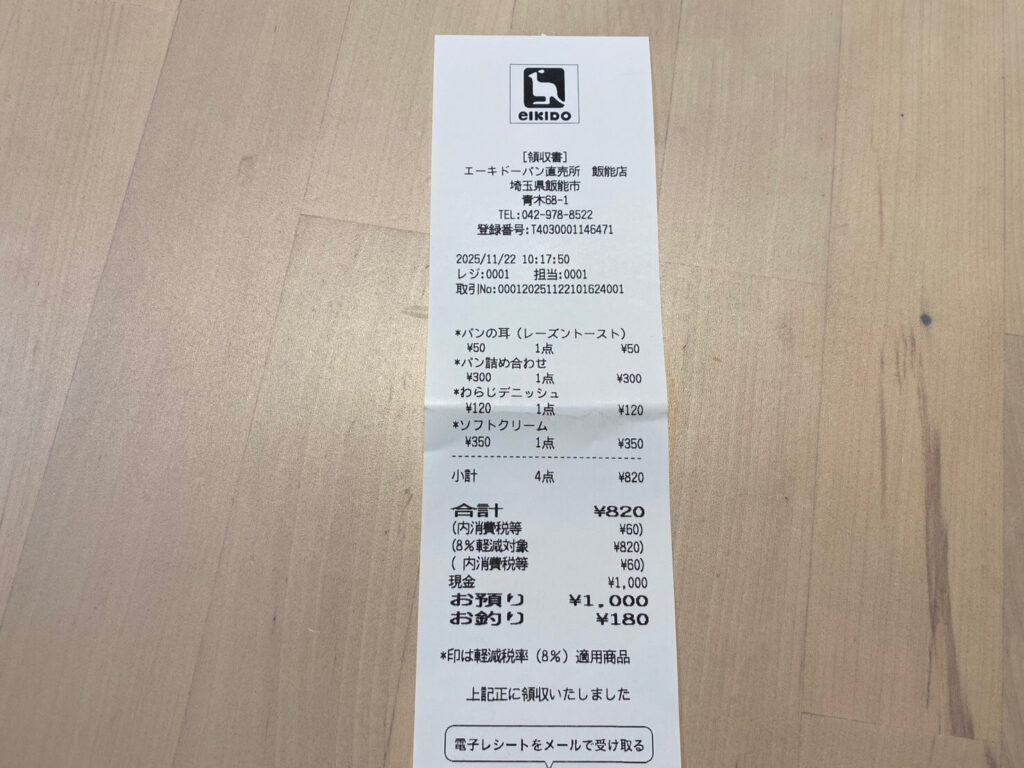 eIKIDO
[領収書]
エーキドーパン直売所　飯能店
埼玉県飯能市
青木68-1
TEL:042-978-8522
登録番号:T4030001146471
2025/11/22 10:17:50
レジ:0001　担当:0001
取引No:000120251122101624001
*パンの耳（レーズントースト）
¥50　1点　¥50
*パン詰め合わせ
¥300　1点　¥300
*わらじデニッシュ
¥120　1点　¥120
*ソフトクリーム
¥350　1点　¥350
小計　4点　¥820
合計　¥820
(内消費税等　¥60)
(8%軽減対象　¥820)
( 内消費税等　¥60)
現金　¥1,000
お預り　¥1,000
お釣り　¥180
*印は軽減税率（8%）適用商品
上記正に領収いたしました
電子レシートをメールで受け取る